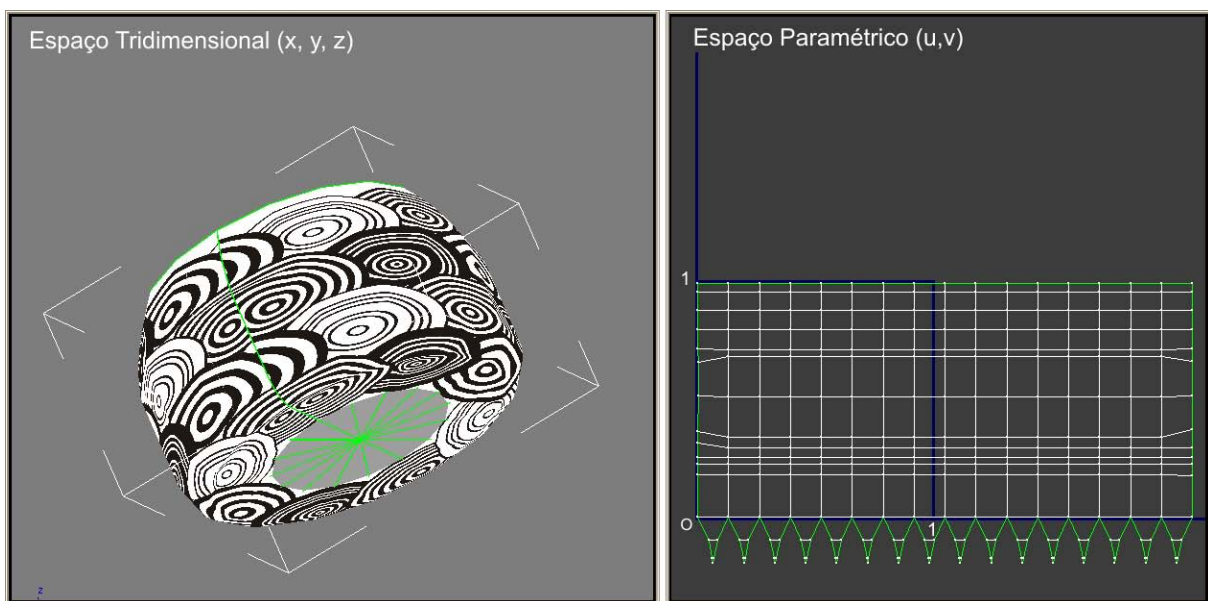 Espaço Tridimensional (x, y, z)
z
Espaço Paramétrico (u,v)
1
O
1